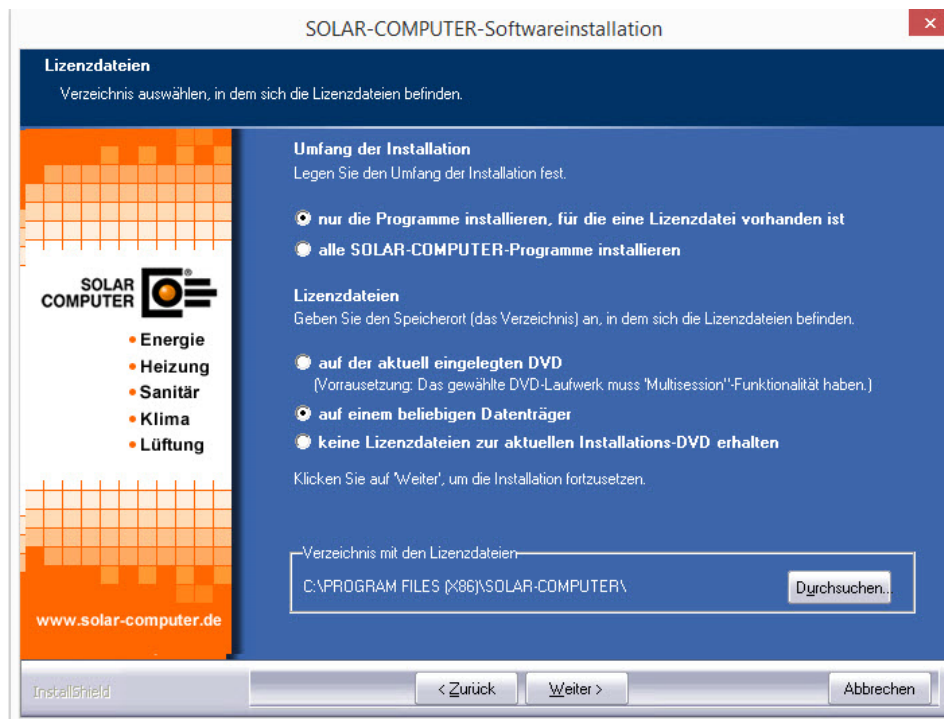 SOLAR-COMPUTER-Softwareinstallation
Lizenzdateien
Verzeichnis auswählen, in dem sich die Lizenzdateien befinden.
SOLAR
COMPUTER
®
• Energie
• Heizung
• Sanitär
• Klima
• Lüftung
www.solar-computer.de
Umfang der Installation
Legen Sie den Umfang der Installation fest.
nur die Programme installieren, für die eine Lizenzdatei vorhanden ist
alle SOLAR-COMPUTER-Programme installieren
Lizenzdateien
Geben Sie den Speicherort (das Verzeichnis) an, in dem sich die Lizenzdateien befinden.
auf der aktuell eingelegten DVD
(Vorrausetzung: Das gewählte DVD-Laufwerk muss 'Multisession''-Funktionalität haben.)
auf einem beliebigen Datenträger
keine Lizenzdateien zur aktuellen Installations-DVD erhalten
Klicken Sie auf 'Weiter', um die Installation fortzusetzen.
Verzeichnis mit den Lizenzdateien
C:\PROGRAM FILES (X86)\SOLAR-COMPUTER\
Durchsuchen...
InstallShield
< Zurück
Weiter >
Abbrechen